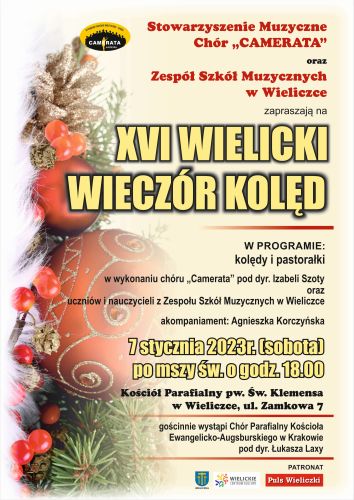 CAMERATA
Stowarzyszenie Muzyczne
Chór „CAMERATA”
oraz
Zespół Szkół Muzycznych
w Wieliczce
zapraszają na
XVI WIELICKI
WIECZÓR KOLĘD
W PROGRAMIE:
kolędy i pastorałki
w wykonaniu chóru „Camerata” pod dyr. Izabeli Szoty
oraz
uczniów i nauczycieli z Zespołu Szkół Muzycznych w Wieliczce
akompaniament: Agnieszka Korczyńska
7 stycznia 2023r. (sobota)
po mszy św. o godz. 18.00
Kościół Parafialny pw. Św. Klemensa
w Wieliczce, ul. Zamkowa 7
gościnnie wystąpi Chór Parafialny Kościoła
Ewangelicko-Augsburskiego w Krakowie
pod dyr. Łukasza Laxy
PATRONAT
WIELICKIE
Puls Wieliczki